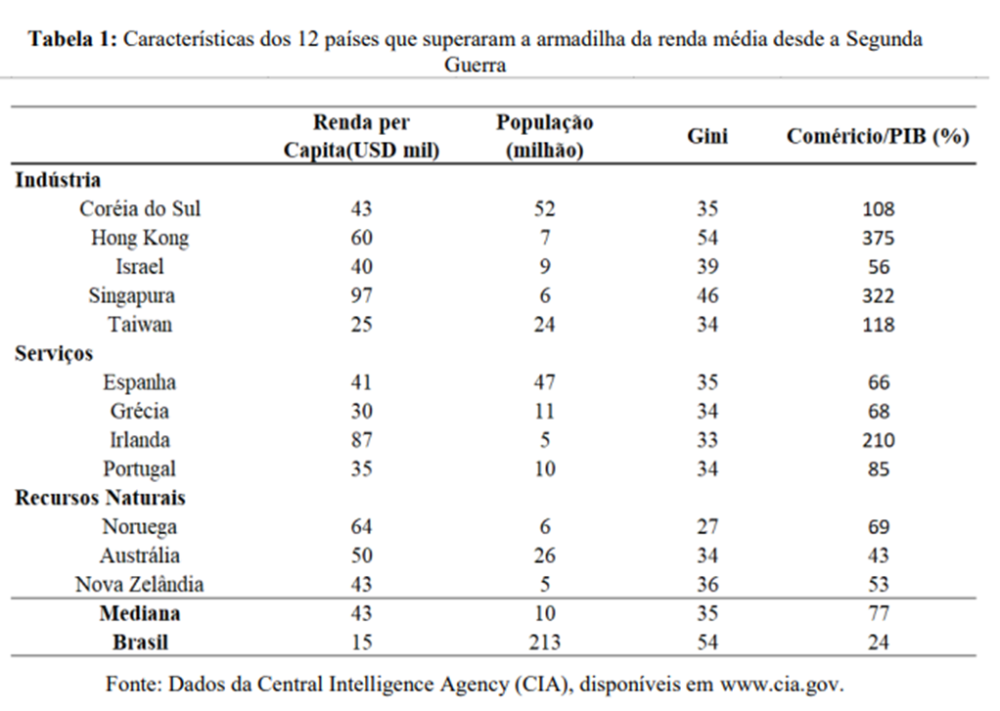 Tabela 1: Características dos 12 países que superaram a armadilha da renda média desde a Segunda
Guerra
Renda per Capita(USD mil) População (milhão) Gini Coméricio/PIB (%)
Indústria
Coréia do Sul 43 52 35 108
Hong Kong 60 7 54 375
Israel 40 9 39 56
Singapura 97 6 46 322
Taiwan 25 24 34 118
Serviços
Espanha 41 47 35 66
Grécia 30 11 34 68
Irlanda 87 5 33 210
Portugal 35 10 34 85
Recursos Naturais
Noruega 64 6 27 69
Austrália 50 26 34 43
Nova Zelândia 43 5 36 53
Mediana 43 10 35 77
Brasil 15 213 54 24
Fonte: Dados da Central Intelligence Agency (CIA), disponíveis em www.cia.gov.